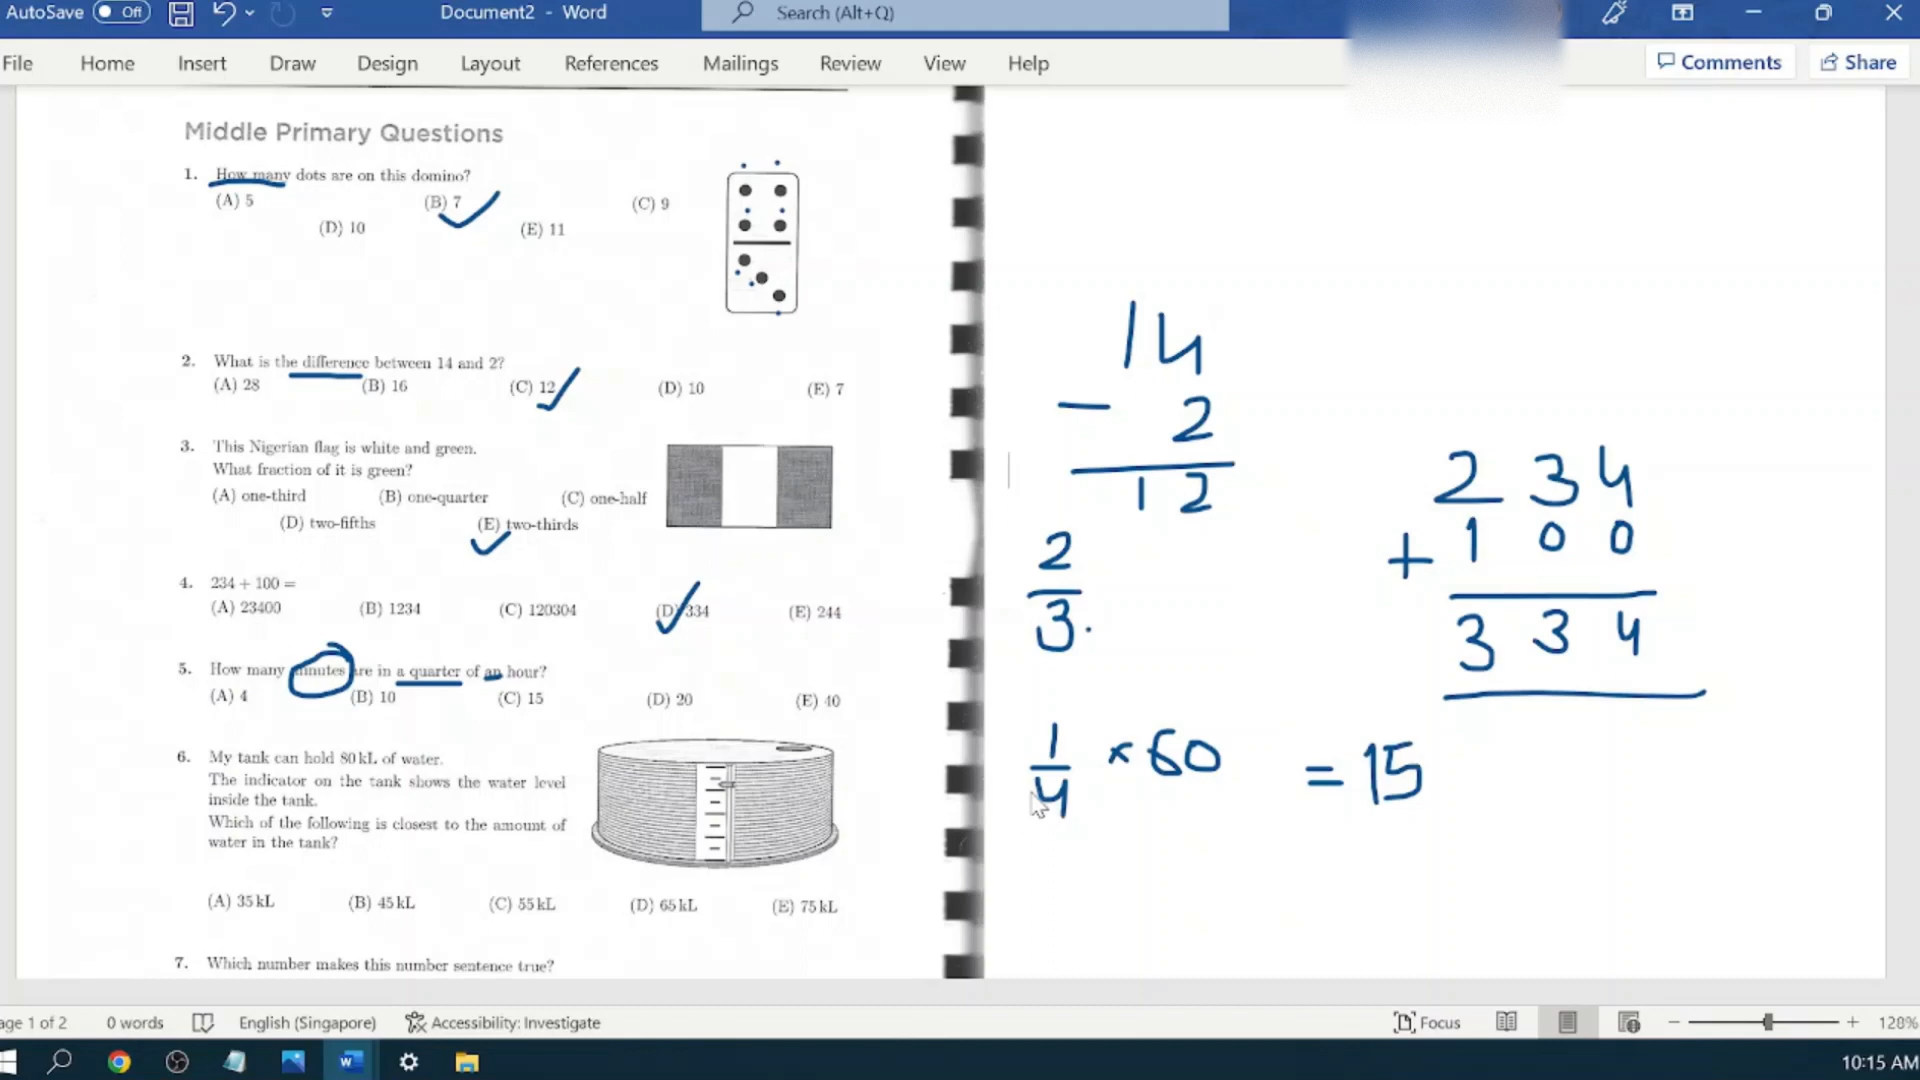 AutoSave Off Document2 - Word Search (Alt+Q)
File Home Insert Draw Design Layout References Mailings Review View Help Comments Share
Middle Primary Questions
1. How many dots are on this domino?
(A) 5 (B) 7 (C) 9
(D) 10 (E) 11
2. What is the difference between 14 and 2?
(A) 28 (B) 16 (C) 12 (D) 10 (E) 7
3. This Nigerian flag is white and green.
What fraction of it is green?
(A) one-third (B) one-quarter (C) one-half
(D) two-fifths (E) two-thirds
4. 234 + 100 =
(A) 23400 (B) 1234 (C) 120304 (D) 334 (E) 244
5. How many minutes are in a quarter of an hour?
(A) 4 (B) 10 (C) 15 (D) 20 (E) 40
6. My tank can hold 80 kL of water.
The indicator on the tank shows the water level
inside the tank.
Which of the following is closest to the amount of
water in the tank?
(A) 35 kL (B) 45 kL (C) 55 kL (D) 65 kL (E) 75 kL
7. Which number makes this number sentence true?
14
- 2
12
2
3.
234
+ 100
334
1
4
× 60 = 15
age 1 of 2 0 words English (Singapore) Accessibility: Investigate Focus 128%
10:15 AM